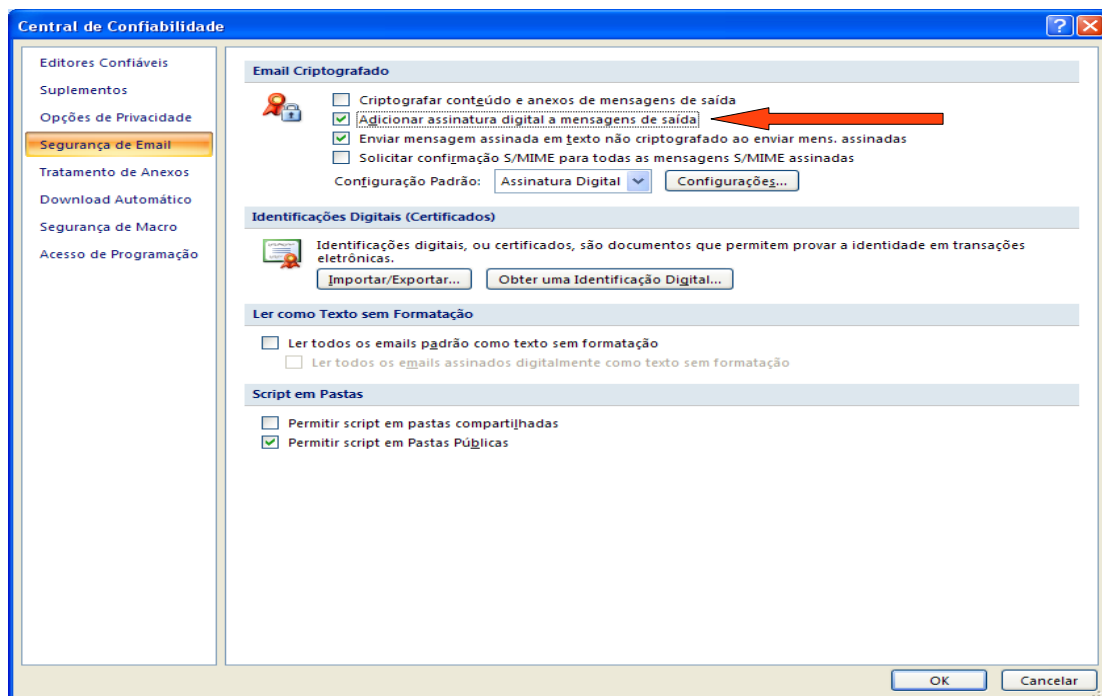 Central de Confiabilidade
Editores Confiáveis
Suplementos
Opções de Privacidade
Segurança de Email
Tratamento de Anexos
Download Automático
Segurança de Macro
Acesso de Programação
Email Criptografado
Criptografar conteúdo e anexos de mensagens de saída
Adicionar assinatura digital a mensagens de saída
Enviar mensagem assinada em texto não criptografado ao enviar mens. assinadas
Solicitar confirmação S/MIME para todas as mensagens S/MIME assinadas
Configuração Padrão: Assinatura Digital Configurações...
Identificações Digitais (Certificados)
Identificações digitais, ou certificados, são documentos que permitem provar a identidade em transações
eletrônicas.
Importar/Exportar... Obter uma Identificação Digital...
Ler como Texto sem Formatação
Ler todos os emails padrão como texto sem formatação
Ler todos os emails assinados digitalmente como texto sem formatação
Script em Pastas
Permitir script em pastas compartilhadas
Permitir script em Pastas Públicas
OK Cancelar